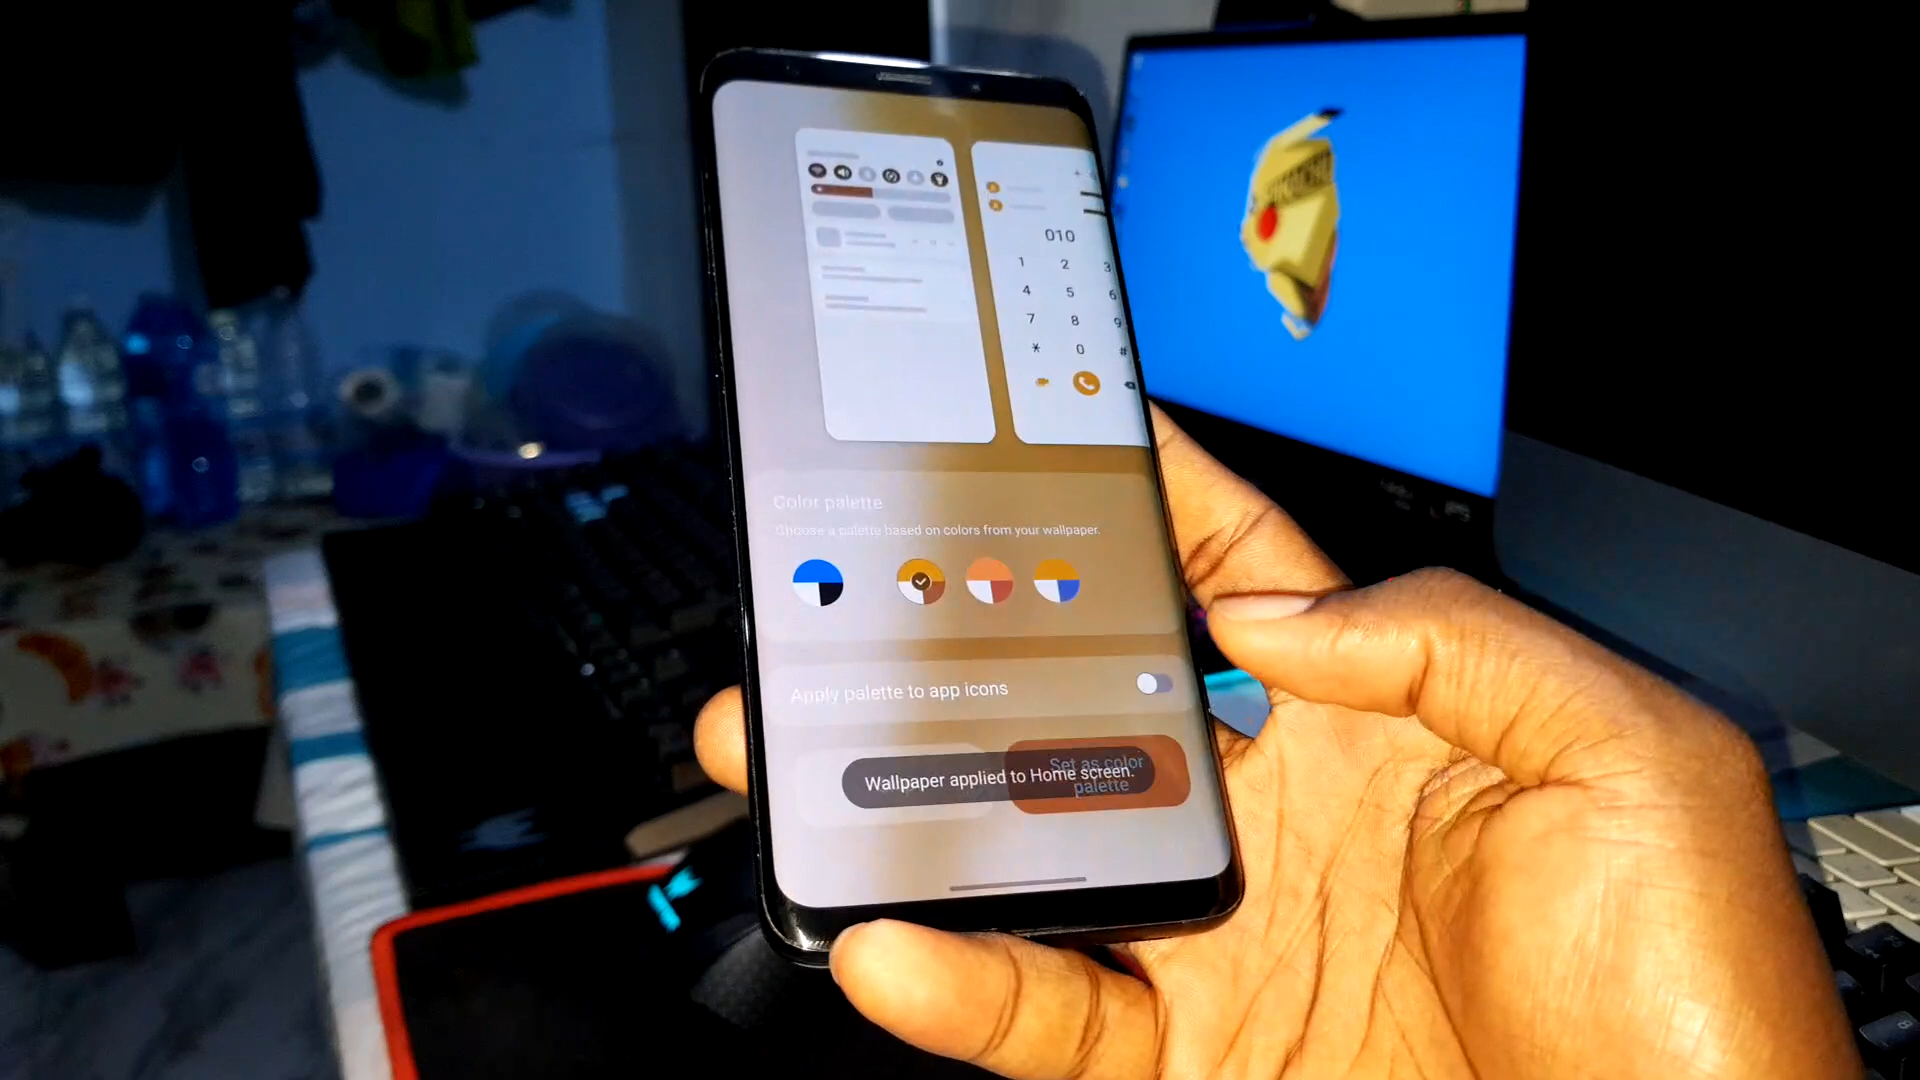 010
1 2 3
4 5 6
7 8 9
* 0 #
Color palette
Choose a palette based on colors from your wallpaper.
Apply palette to app icons
Set as color
palette
Wallpaper applied to Home screen.